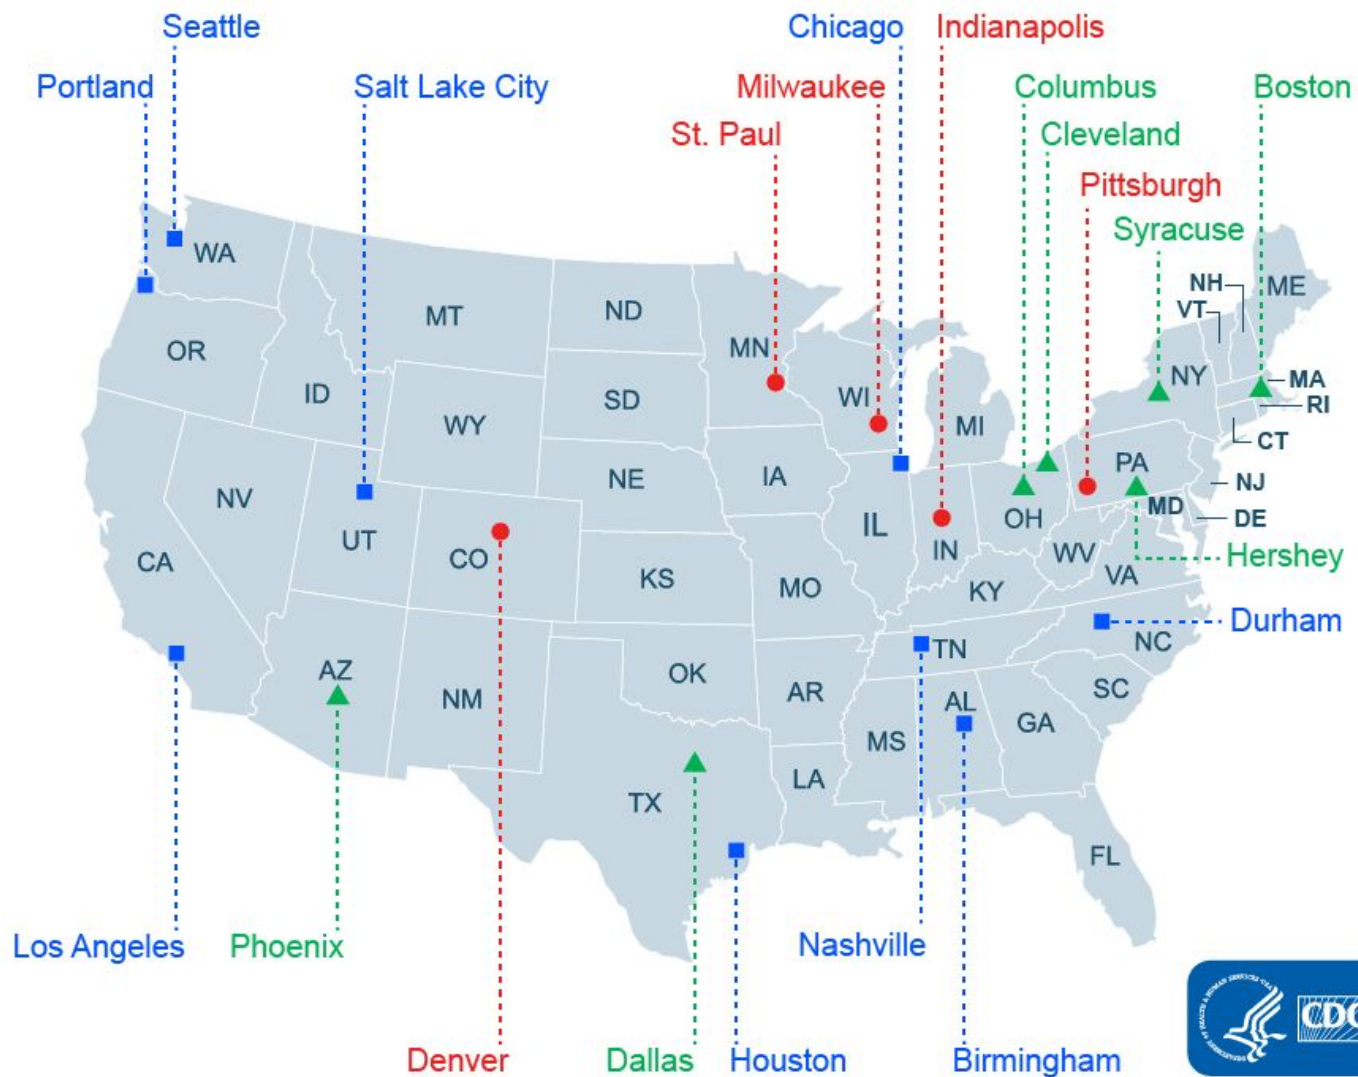 Seattle
Chicago
Indianapolis
Portland
Salt Lake City
Milwaukee
Columbus
Boston
St. Paul
Cleveland
Pittsburgh
Syracuse
WA
NH
ME
VT
MT
ND
OR
MN
NY
MA
ID
SD
WI
RI
WY
MI
CT
IA
PA
NE
NJ
NV
MD
UT
IL
OH
DE
CO
IN
WV
Hershey
CA
KS
MO
KY
VA
Durham
TN
NC
AZ
OK
AR
SC
NM
AL
GA
MS
LA
TX
FL
Los Angeles
Phoenix
Nashville
CDC
Denver
Dallas
Houston
Birmingham